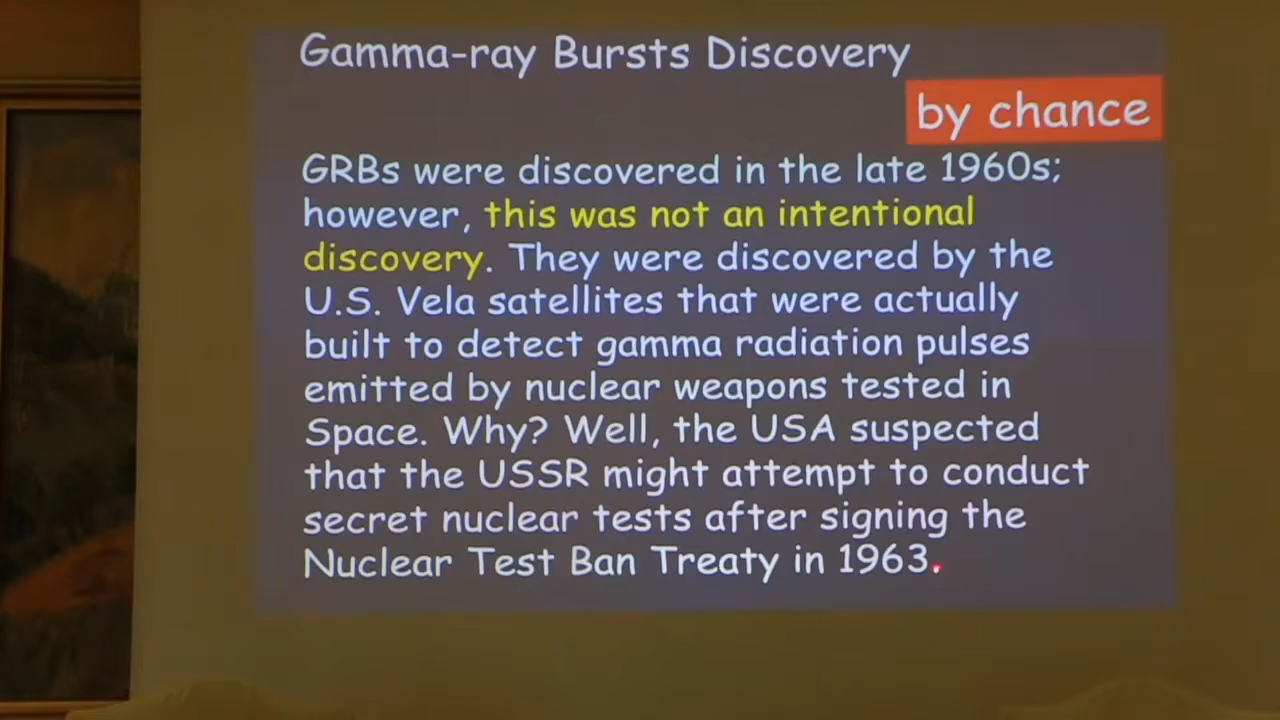 Gamma-ray Bursts Discovery
by chance
GRBs were discovered in the late 1960s;
however, this was not an intentional
discovery. They were discovered by the
U.S. Vela satellites that were actually
built to detect gamma radiation pulses
emitted by nuclear weapons tested in
Space. Why? Well, the USA suspected
that the USSR might attempt to conduct
secret nuclear tests after signing the
Nuclear Test Ban Treaty in 1963.